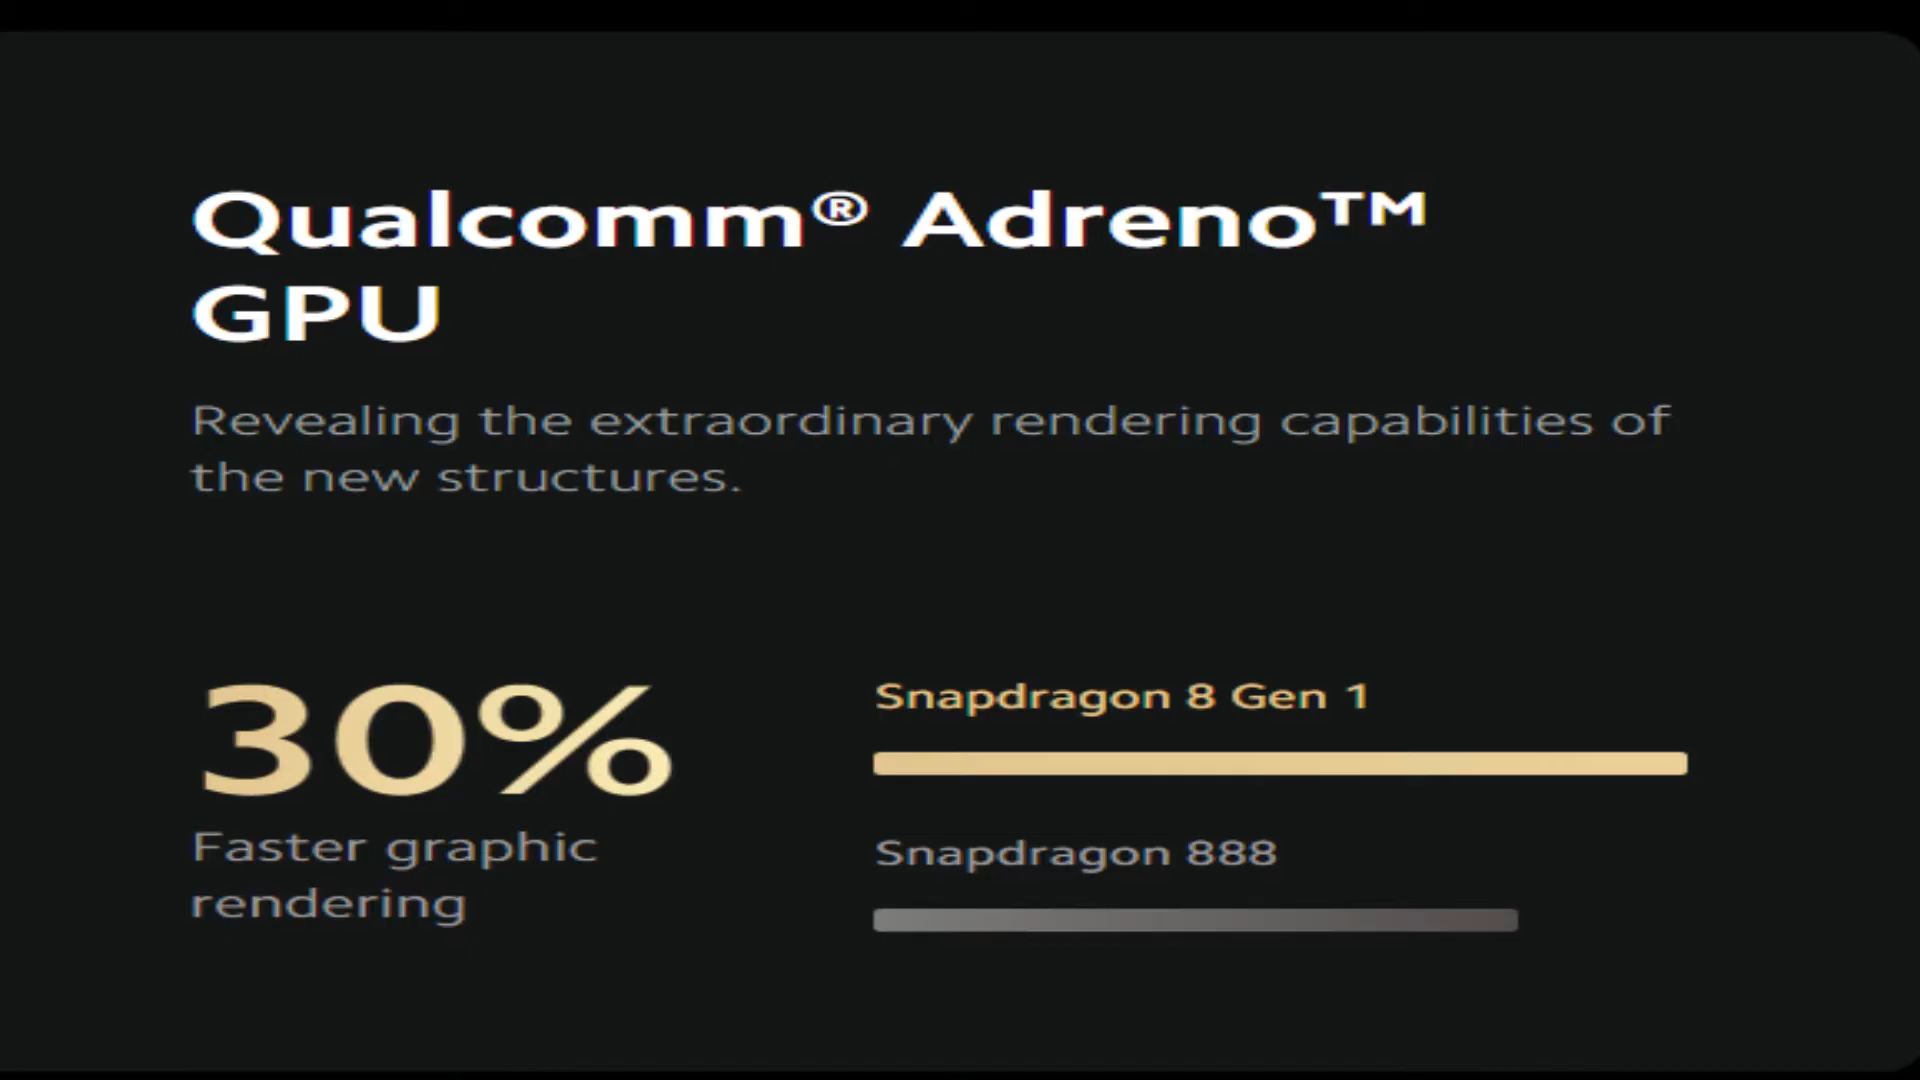 Qualcomm® Adreno™
GPU
Revealing the extraordinary rendering capabilities of
the new structures.
30%
Faster graphic
rendering
Snapdragon 8 Gen 1
Snapdragon 888